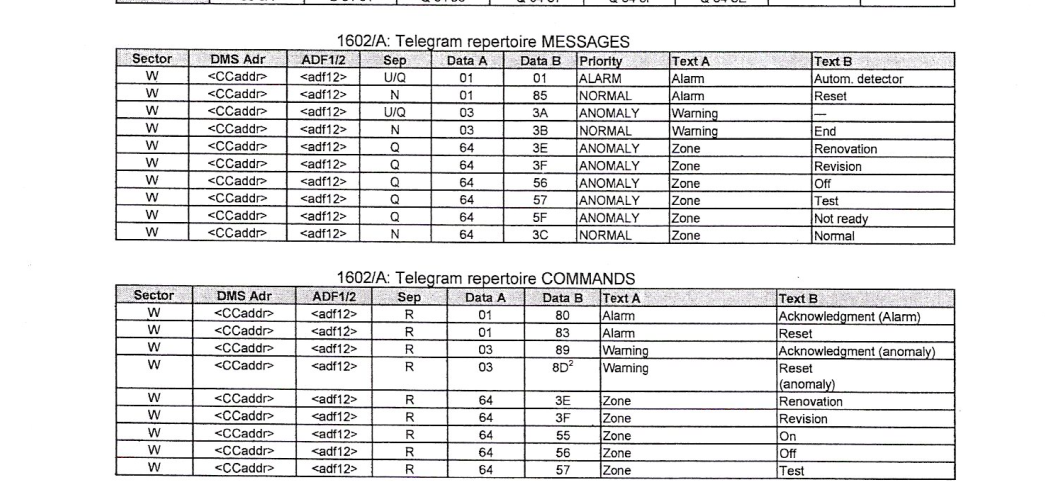 1602/A: Telegram repertoire MESSAGES
Sector DMS Adr ADF1/2 Sep Data A Data B Priority Text A Text B
W <CCaddr> <adf12> U/Q 01 01 ALARM Alarm Autom. detector
W <CCaddr> <adf12> N 01 85 NORMAL Alarm Reset
W <CCaddr> <adf12> U/Q 03 3A ANOMALY Warning —
W <CCaddr> <adf12> N 03 3B NORMAL Warning End
W <CCaddr> <adf12> Q 64 3E ANOMALY Zone Renovation
W <CCaddr> <adf12> Q 64 3F ANOMALY Zone Revision
W <CCaddr> <adf12> Q 64 56 ANOMALY Zone Off
W <CCaddr> <adf12> Q 64 57 ANOMALY Zone Test
W <CCaddr> <adf12> Q 64 5F ANOMALY Zone Not ready
W <CCaddr> <adf12> N 64 3C NORMAL Zone Normal
1602/A: Telegram repertoire COMMANDS
Sector DMS Adr ADF1/2 Sep Data A Data B Text A Text B
W <CCaddr> <adf12> R 01 80 Alarm Acknowledgment (Alarm)
W <CCaddr> <adf12> R 01 83 Alarm Reset
W <CCaddr> <adf12> R 03 89 Warning Acknowledgment (anomaly)
W <CCaddr> <adf12> R 03 8D² Warning Reset
(anomaly)
W <CCaddr> <adf12> R 64 3E Zone Renovation
W <CCaddr> <adf12> R 64 3F Zone Revision
W <CCaddr> <adf12> R 64 55 Zone On
W <CCaddr> <adf12> R 64 56 Zone Off
W <CCaddr> <adf12> R 64 57 Zone Test